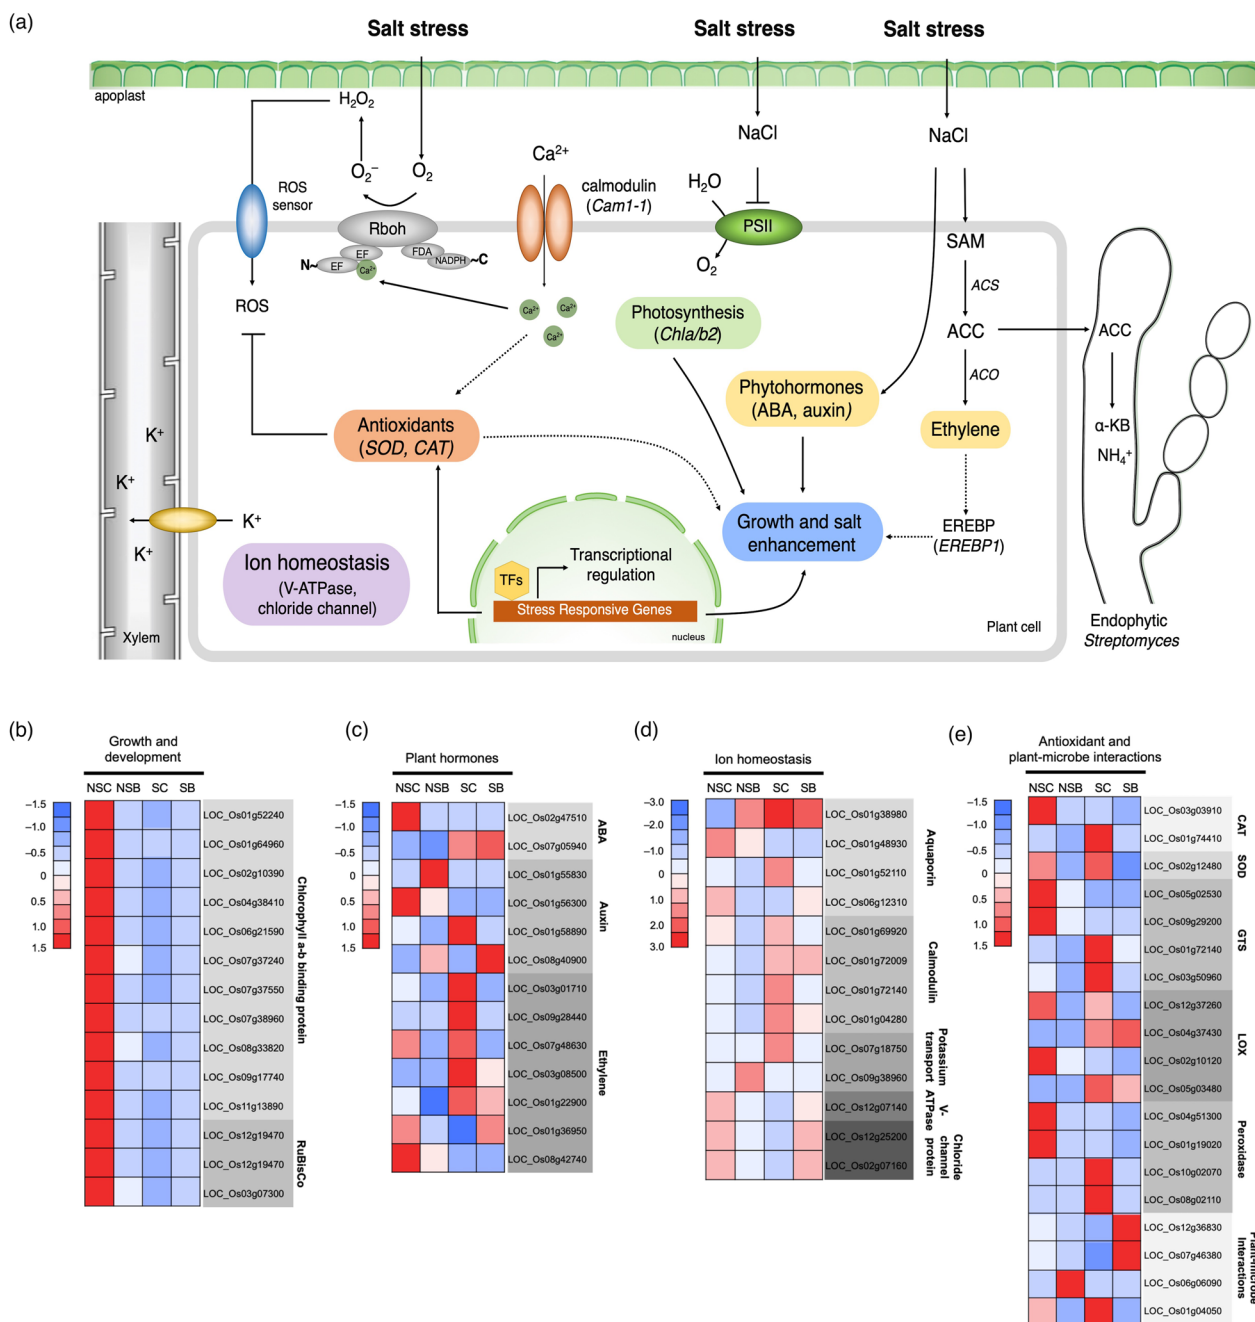 (a)
Salt stress
Salt stress
Salt stress
apoplast
H₂O₂
NaCl
NaCl
O₂⁻
O₂
Ca²⁺
ROS
sensor
calmodulin
(Cam1-1)
H₂O
Rboh
PSII
SAM
N~
EF
EF
Ca²⁺
FDA
NADPH
~C
O₂
ACS
ROS
Ca²⁺
Ca²⁺
Ca²⁺
Photosynthesis
(Chla/b2)
ACC
ACC
ACO
Phytohormones
(ABA, auxin)
Antioxidants
(SOD, CAT)
Ethylene
α-KB
NH₄⁺
K⁺
K⁺
K⁺
K⁺
Growth and salt
enhancement
EREBP
(EREBP1)
Ion homeostasis
(V-ATPase,
chloride channel)
TFs
Transcriptional
regulation
Stress Responsive Genes
nucleus
Plant cell
Xylem
Endophytic
Streptomyces
(b)
Growth and
development
NSC NSB SC SB
−1.5
−1.0
−0.5
0
0.5
1.0
1.5
LOC_Os01g52240
LOC_Os01g64960
LOC_Os02g10390
LOC_Os04g38410
LOC_Os06g21590
LOC_Os07g37240
LOC_Os07g37550
LOC_Os07g38960
LOC_Os08g33820
LOC_Os09g17740
LOC_Os11g13890
LOC_Os12g19470
LOC_Os12g19470
LOC_Os03g07300
Chlorophyll a-b binding protein
RuBisCo
(c)
Plant hormones
NSC NSB SC SB
−1.5
−1.0
−0.5
0
0.5
1.0
1.5
LOC_Os02g47510
LOC_Os07g05940
LOC_Os01g55830
LOC_Os01g56300
LOC_Os01g58890
LOC_Os08g40900
LOC_Os03g01710
LOC_Os09g28440
LOC_Os07g48630
LOC_Os03g08500
LOC_Os01g22900
LOC_Os01g36950
LOC_Os08g42740
ABA
Auxin
Ethylene
(d)
Ion homeostasis
NSC NSB SC SB
−3.0
−2.0
−1.0
0
1.0
2.0
3.0
LOC_Os01g38980
LOC_Os01g48930
LOC_Os01g52110
LOC_Os06g12310
LOC_Os01g69920
LOC_Os01g72009
LOC_Os01g72140
LOC_Os01g04280
LOC_Os07g18750
LOC_Os09g38960
LOC_Os12g07140
LOC_Os12g25200
LOC_Os02g07160
Aquaporin
Calmodulin
Potassium
transport
V-
ATPase
Chloride
channel
protein
(e)
Antioxidant and
plant-microbe interactions
NSC NSB SC SB
−1.5
−1.0
−0.5
0
0.5
1.0
1.5
LOC_Os03g03910
LOC_Os01g74410
LOC_Os02g12480
LOC_Os05g02530
LOC_Os09g29200
LOC_Os01g72140
LOC_Os03g50960
LOC_Os12g37260
LOC_Os04g37430
LOC_Os02g10120
LOC_Os05g03480
LOC_Os04g51300
LOC_Os01g19020
LOC_Os10g02070
LOC_Os08g02110
LOC_Os12g36830
LOC_Os07g46380
LOC_Os06g06090
LOC_Os01g04050
CAT
SOD
GTS
LOX
Peroxidase
Plant-microbe
Interactions